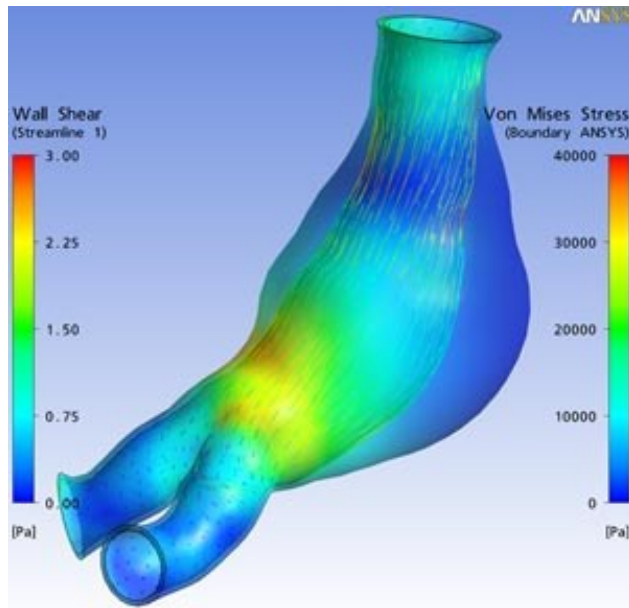 ANSYS
Wall Shear
(Streamline 1)
3.00
2.25
1.50
0.75
0.00
[Pa]
Von Mises Stress
(Boundary ANSYS)
40000
30000
20000
10000
0
[Pa]